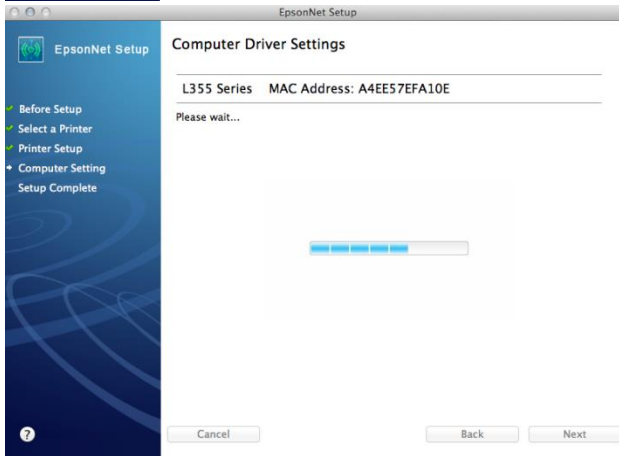 EpsonNet Setup
EpsonNet Setup
Computer Driver Settings
L355 Series MAC Address: A4EE57EFA10E
Before Setup
Select a Printer
Printer Setup
Computer Setting
Setup Complete
Please wait...
?
Cancel
Back
Next